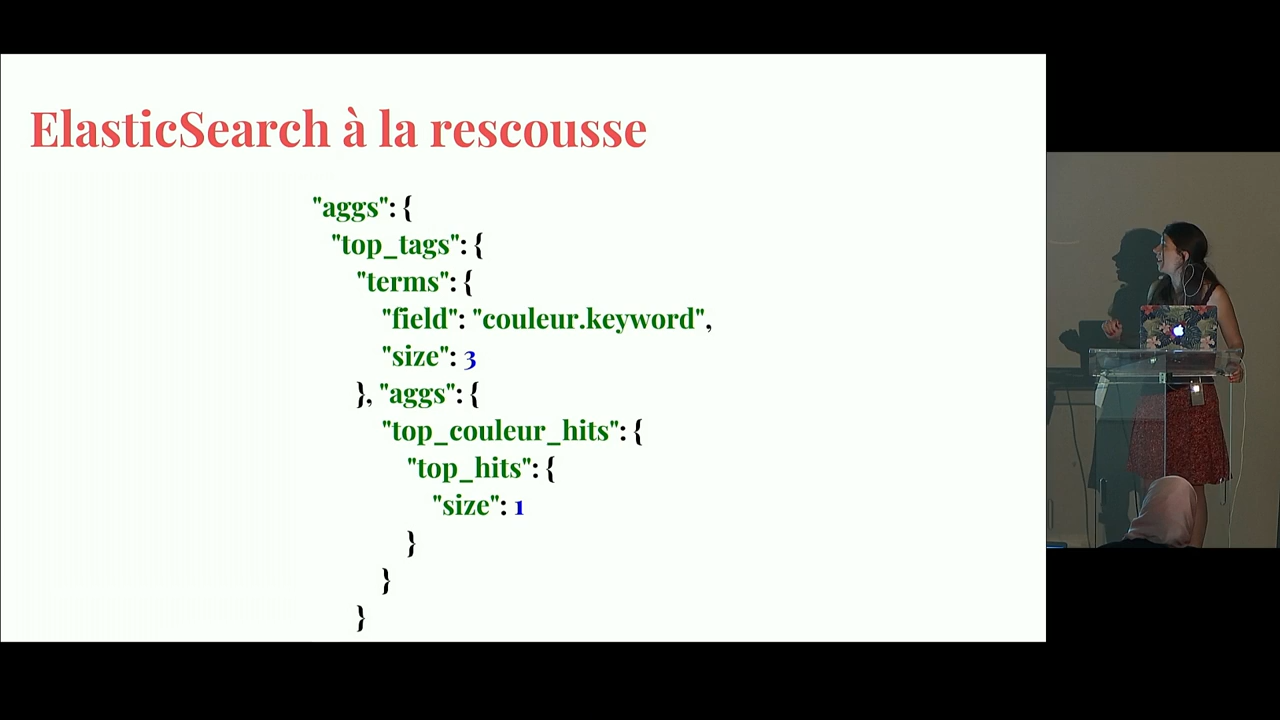 ElasticSearch à la rescousse
"aggs": {
"top_tags": {
"terms": {
"field": "couleur.keyword",
"size": 3
}, "aggs": {
"top_couleur_hits": {
"top_hits": {
"size": 1
}
}
}